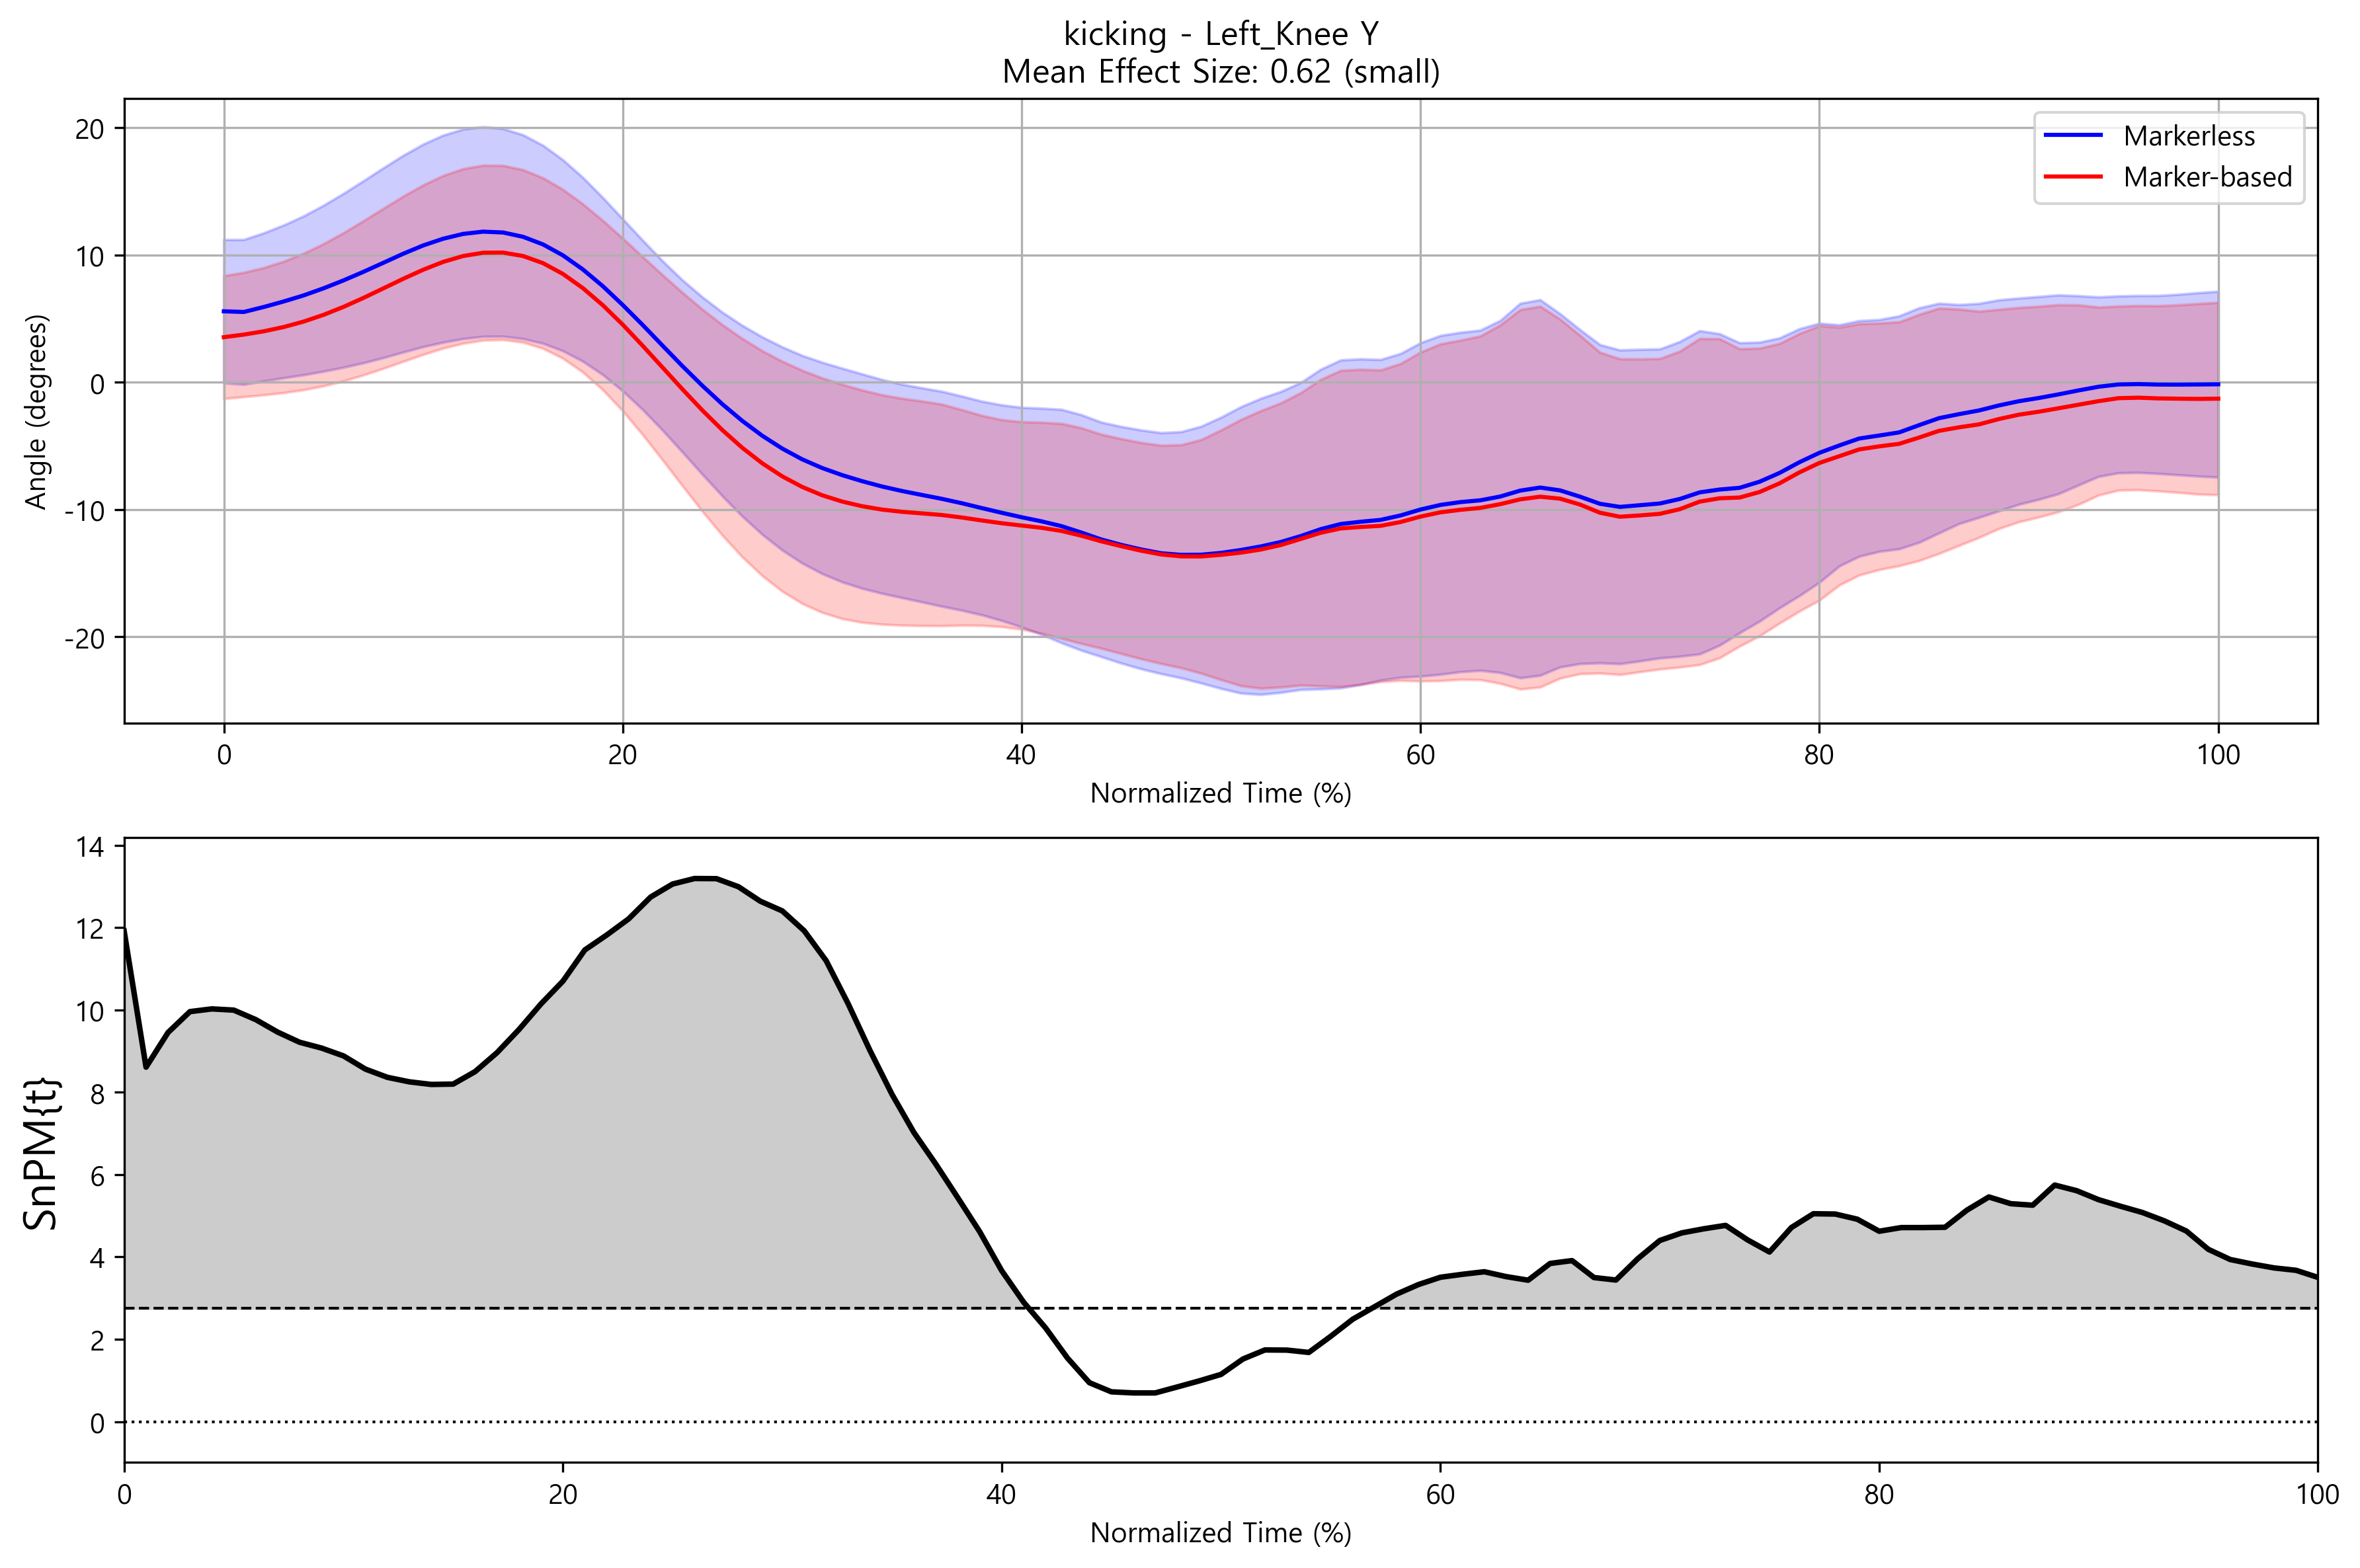 kicking - Left_Knee Y
Mean Effect Size: 0.62 (small)
Markerless
Marker-based
20
10
0
-10
-20
Angle (degrees)
0 20 40 60 80 100
Normalized Time (%)
14
12
10
8
6
4
2
0
SnPM{t}
0 20 40 60 80 100
Normalized Time (%)